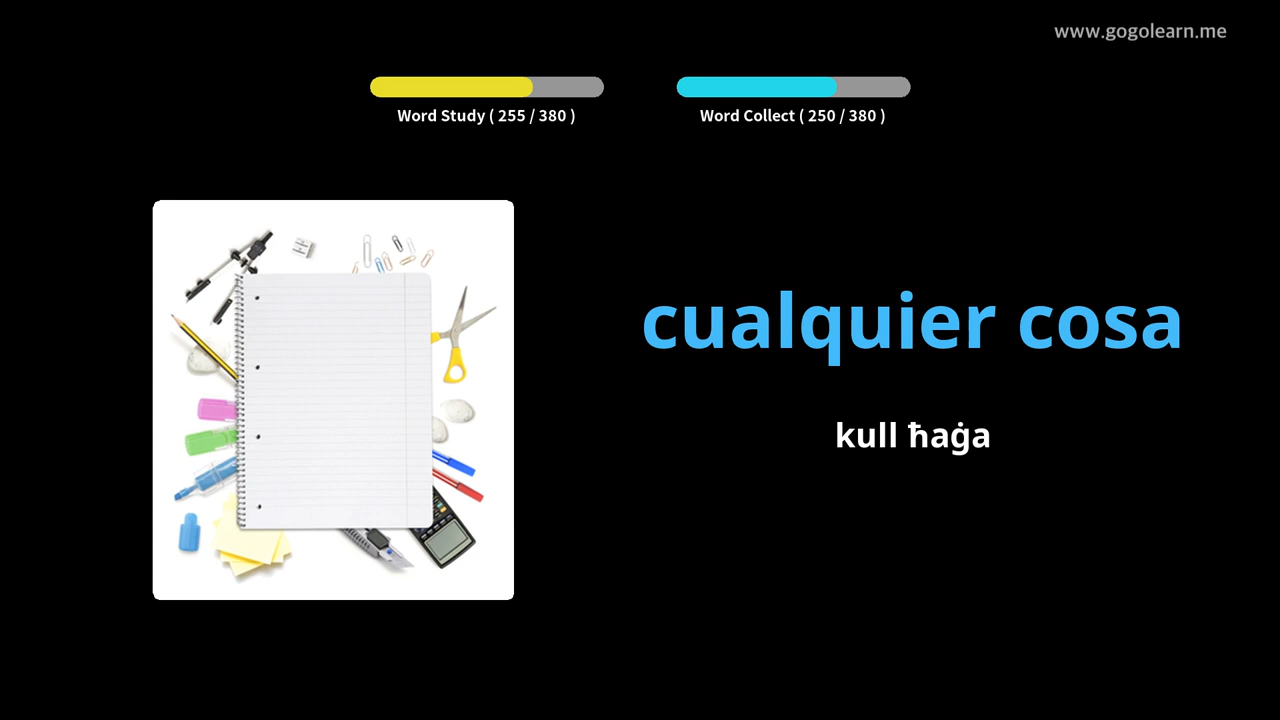 www.gogolearn.me
Word Study ( 255 / 380 )
Word Collect ( 250 / 380 )
cualquier cosa
kull ħaġa